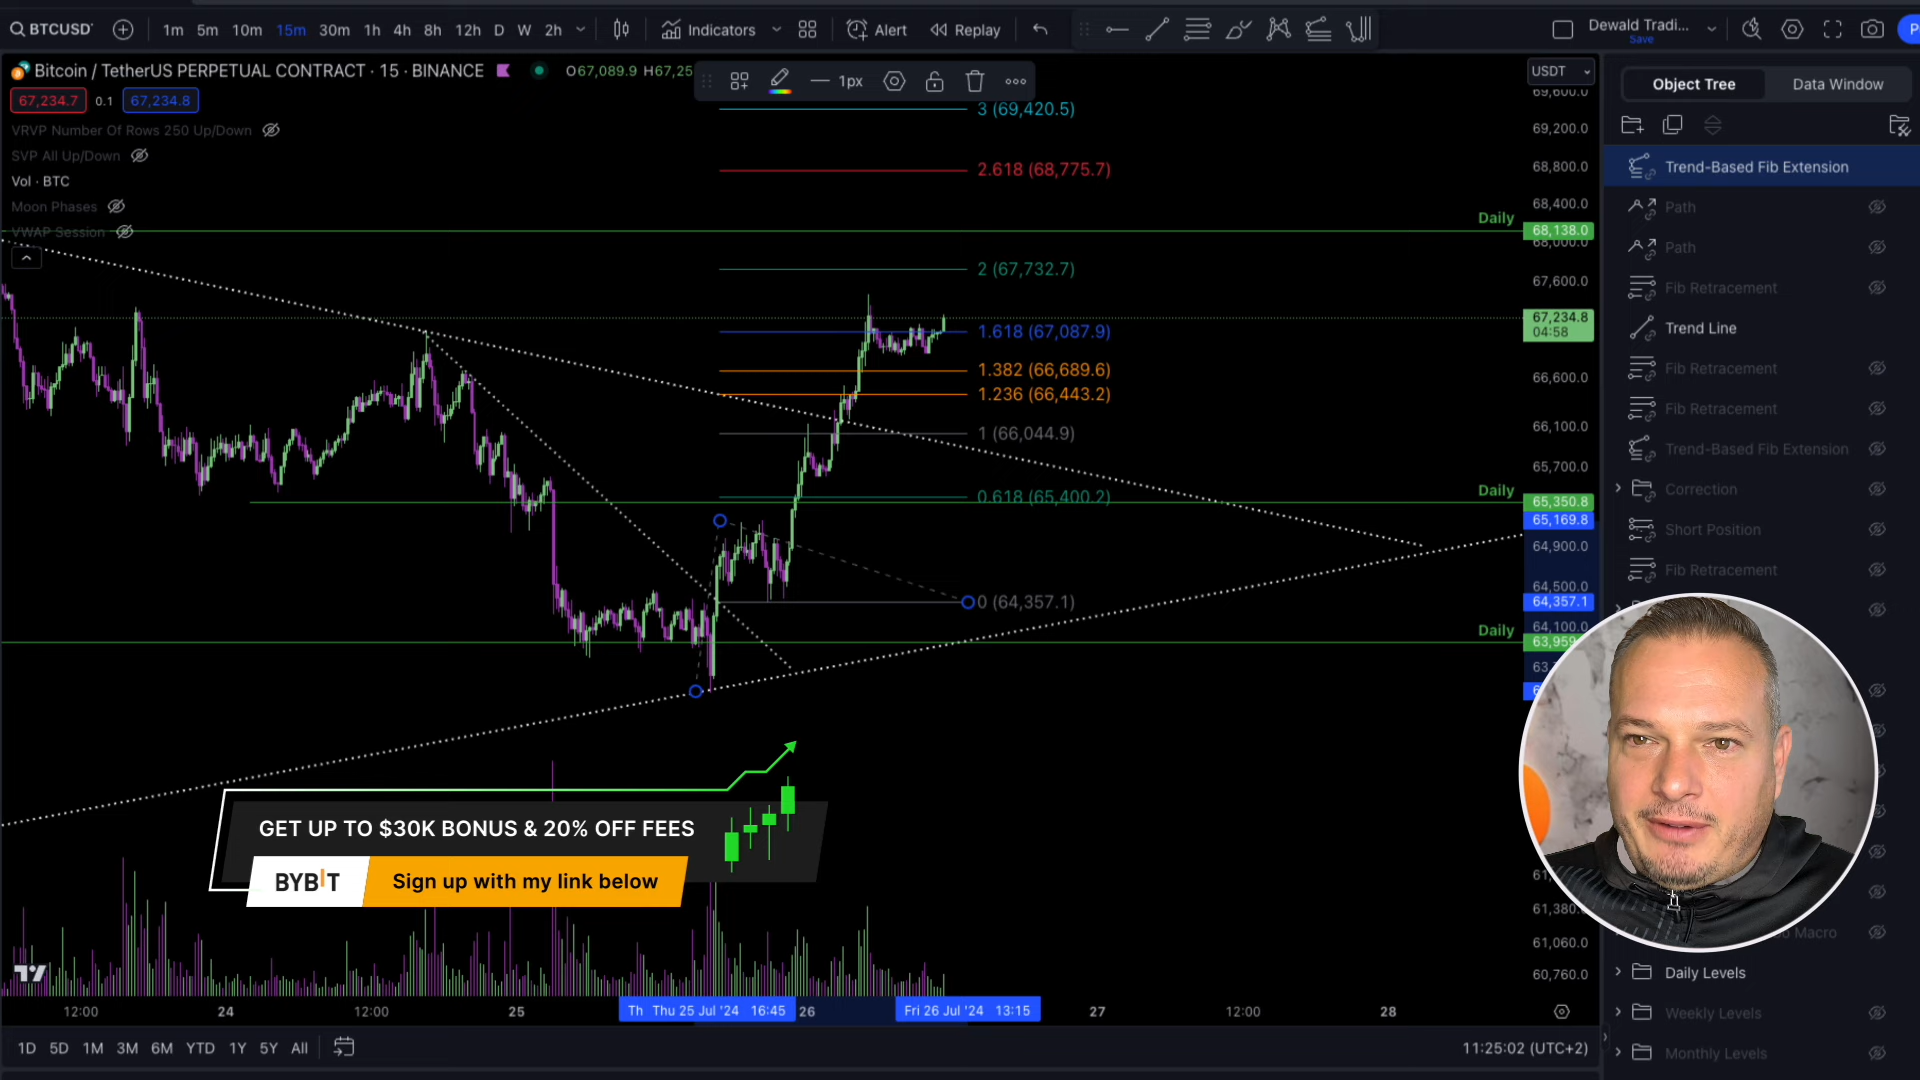 BTCUSD 1m 5m 10m 15m 30m 1h 4h 8h 12h D W 2h Indicators Alert Replay Dewald Tradi...
Save
Bitcoin / TetherUS PERPETUAL CONTRACT · 15 · BINANCE O67,089.9 H67,25
1px
USDT
67,234.7 0.1 67,234.8
VRVP Number Of Rows 250 Up/Down
SVP All Up/Down
Vol · BTC
Moon Phases
VWAP Session
3 (69,420.5)
2.618 (68,775.7)
2 (67,732.7)
1.618 (67,087.9)
1.382 (66,689.6)
1.236 (66,443.2)
1 (66,044.9)
0.618 (65,400.2)
0 (64,357.1)
Daily
Daily
Daily
69,600.0
69,200.0
68,800.0
68,400.0
68,138.0
68,000.0
67,600.0
67,234.8
04:58
66,600.0
66,100.0
65,700.0
65,350.8
65,169.8
64,900.0
64,500.0
64,357.1
64,100.0
63,959
61,380.
61,060.0
60,760.0
Object Tree Data Window
Trend-Based Fib Extension
Path
Path
Fib Retracement
Trend Line
Fib Retracement
Fib Retracement
Trend-Based Fib Extension
Correction
Short Position
Fib Retracement
Macro
Daily Levels
Weekly Levels
Monthly Levels
GET UP TO $30K BONUS & 20% OFF FEES
BYBIT Sign up with my link below
12:00 24 12:00 25 Th Thu 25 Jul '24 16:45 26 Fri 26 Jul '24 13:15 27 12:00 28
1D 5D 1M 3M 6M YTD 1Y 5Y All 11:25:02 (UTC+2)